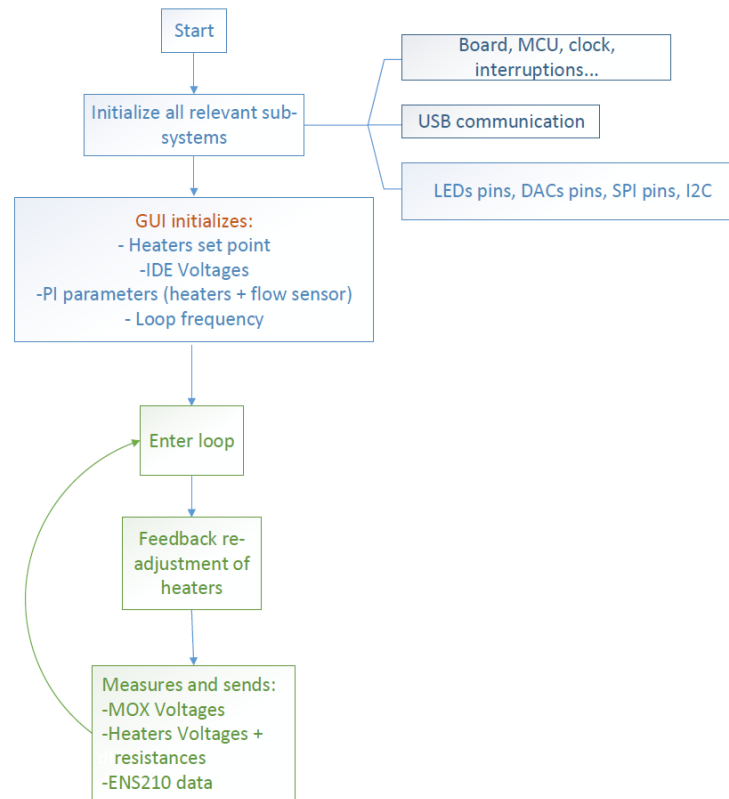 Start
Board, MCU, clock,
interruptions...
Initialize all relevant sub-
systems
USB communication
LEDs pins, DACs pins, SPI pins, I2C
GUI initializes:
- Heaters set point
-IDE Voltages
-PI parameters (heaters + flow sensor)
- Loop frequency
Enter loop
Feedback re-
adjustment of
heaters
Measures and sends:
-MOX Voltages
-Heaters Voltages +
resistances
-ENS210 data